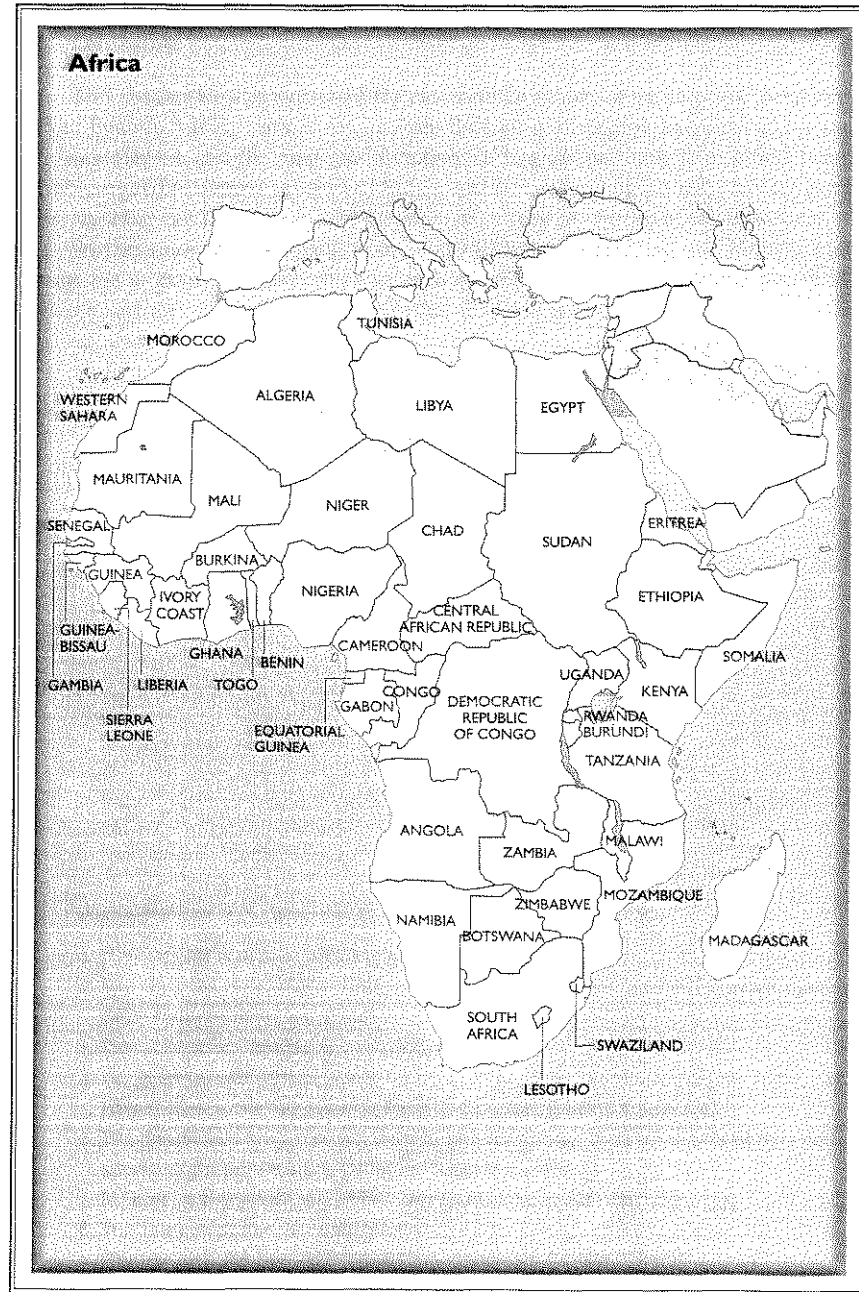 Africa
MOROCCO
TUNISIA
WESTERN
SAHARA
ALGERIA
LIBYA
EGYPT
MAURITANIA
MALI
NIGER
CHAD
SUDAN
ERITREA
SENEGAL
BURKINA
GUINEA
IVORY
COAST
NIGERIA
CENTRAL
AFRICAN REPUBLIC
ETHIOPIA
GUINEA-
BISSAU
GHANA
BENIN
CAMEROON
SOMALIA
GAMBIA
LIBERIA
TOGO
UGANDA
KENYA
SIERRA
LEONE
EQUATORIAL
GUINEA
GABON
CONGO
DEMOCRATIC
REPUBLIC
OF CONGO
RWANDA
BURUNDI
TANZANIA
ANGOLA
ZAMBIA
MALAWI
NAMIBIA
ZIMBABWE
MOZAMBIQUE
BOTSWANA
MADAGASCAR
SOUTH
AFRICA
SWAZILAND
LESOTHO